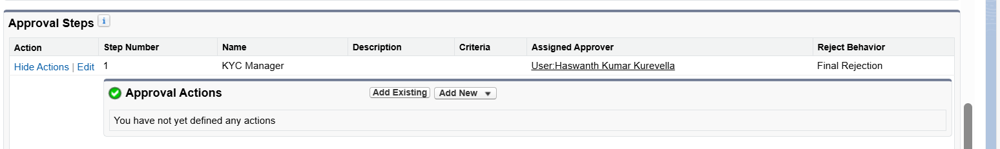 Approval Steps i
Action Step Number Name Description Criteria Assigned Approver Reject Behavior
Hide Actions | Edit 1 KYC Manager User:Haswanth Kumar Kurevella Final Rejection
Approval Actions Add Existing Add New
You have not yet defined any actions